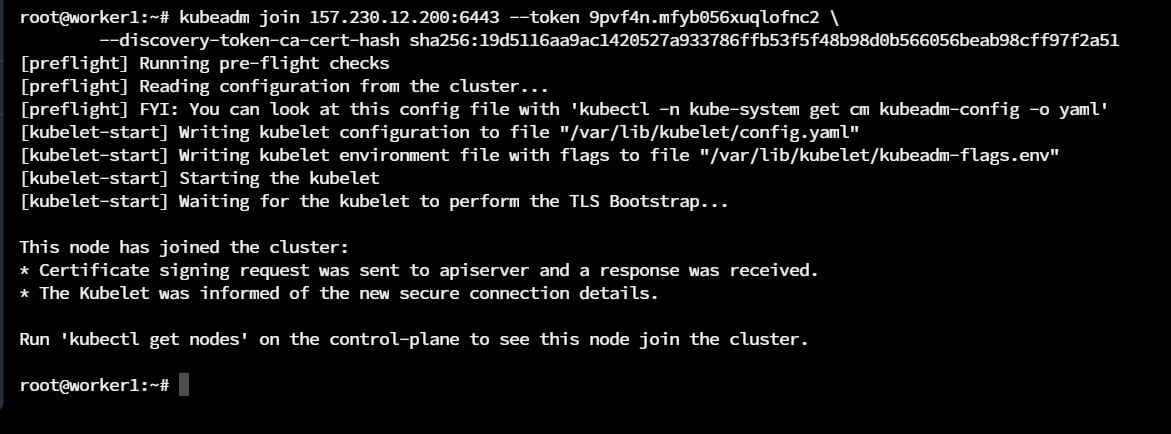 root@worker1:~# kubeadm join 157.230.12.200:6443 --token 9pvf4n.mfyb056xuqlofnc2 \
        --discovery-token-ca-cert-hash sha256:19d5116aa9ac1420527a933786ffb53f5f48b98d0b566056beab98cff97f2a51
[preflight] Running pre-flight checks
[preflight] Reading configuration from the cluster...
[preflight] FYI: You can look at this config file with 'kubectl -n kube-system get cm kubeadm-config -o yaml'
[kubelet-start] Writing kubelet configuration to file "/var/lib/kubelet/config.yaml"
[kubelet-start] Writing kubelet environment file with flags to file "/var/lib/kubelet/kubeadm-flags.env"
[kubelet-start] Starting the kubelet
[kubelet-start] Waiting for the kubelet to perform the TLS Bootstrap...

This node has joined the cluster:
* Certificate signing request was sent to apiserver and a response was received.
* The Kubelet was informed of the new secure connection details.

Run 'kubectl get nodes' on the control-plane to see this node join the cluster.

root@worker1:~#